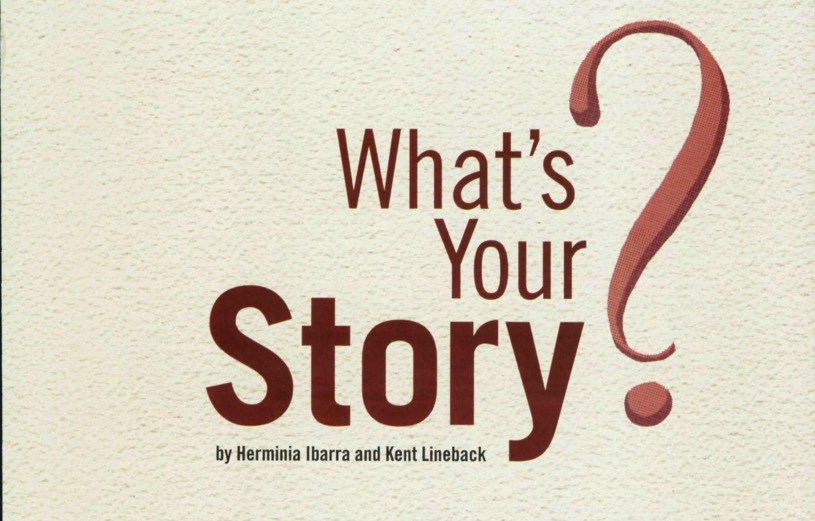 What's
Your
Story?
by Herminia Ibarra and Kent Lineback